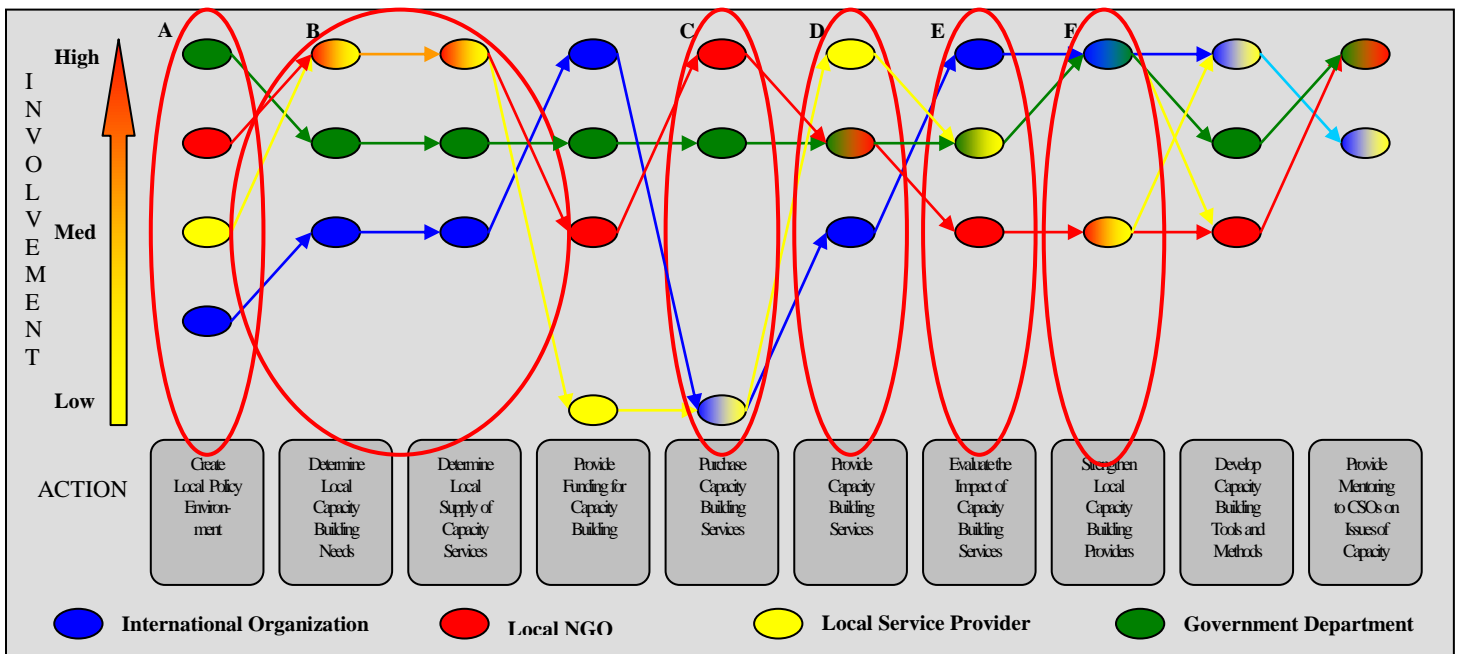 A
B
C
D
E
F
High
I
N
V
O
L
V
E
M
E
N
T
Med
Low
ACTION
Create
Local Policy
Environ-
ment
Determine
Local
Capacity
Building
Needs
Determine
Local
Supply of
Capacity
Services
Provide
Funding for
Capacity
Building
Purchase
Capacity
Building
Services
Provide
Capacity
Building
Services
Evaluate the
Impact of
Capacity
Building
Services
Strengthen
Local
Capacity
Building
Providers
Develop
Capacity
Building
Tools and
Methods
Provide
Mentoring
to CSOs on
Issues of
Capacity
International Organization
Local NGO
Local Service Provider
Government Department